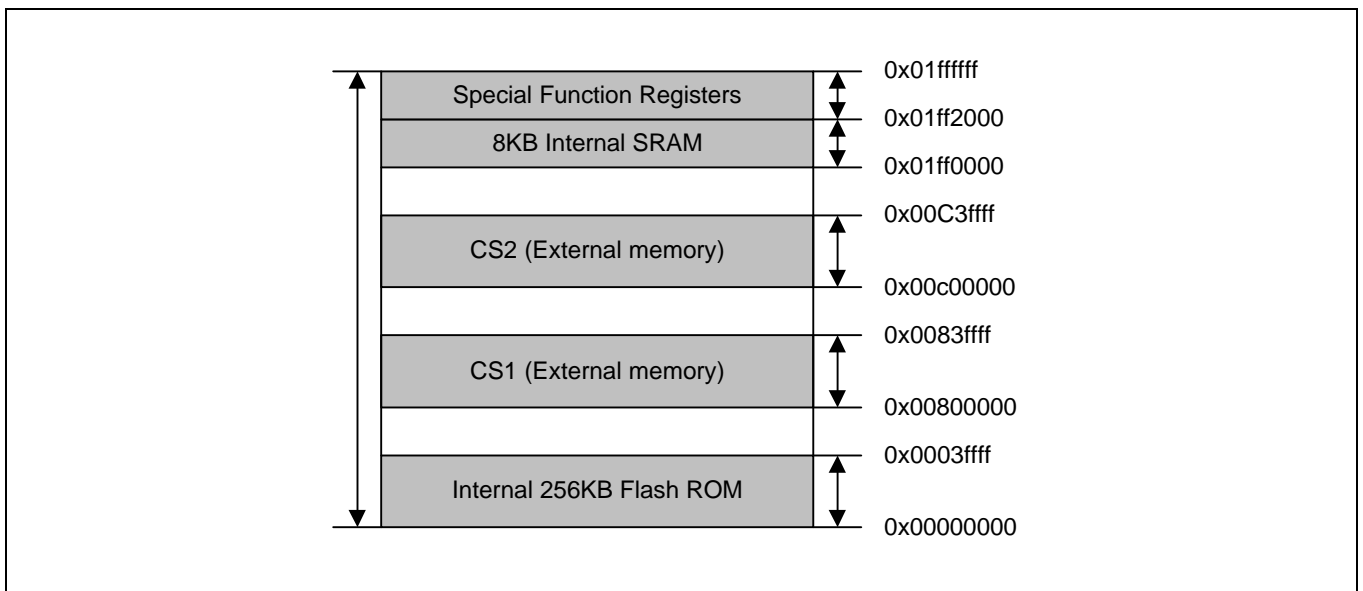 0x01ffffff
Special Function Registers
0x01ff2000
8KB Internal SRAM
0x01ff0000
0x00C3ffff
CS2 (External memory)
0x00c00000
0x0083ffff
CS1 (External memory)
0x00800000
0x0003ffff
Internal 256KB Flash ROM
0x00000000